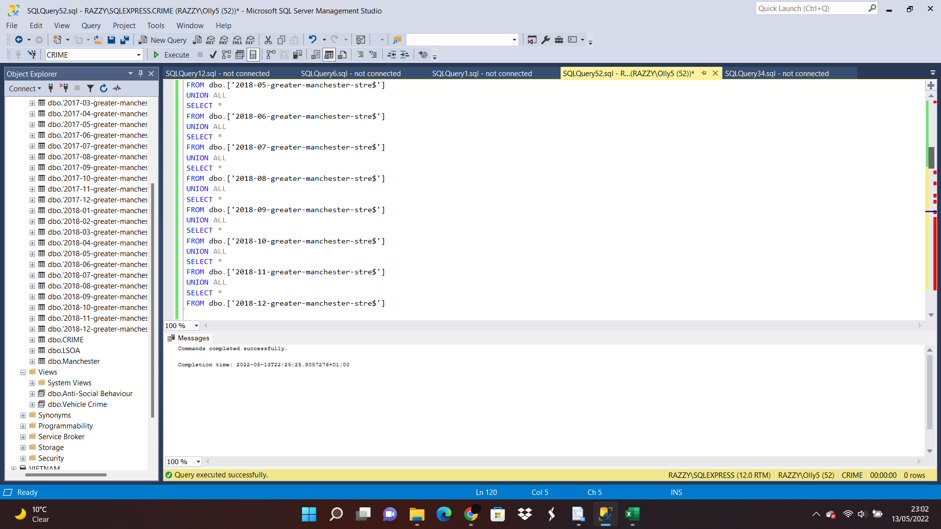 SQLQuery52.sql - RAZZY\SQLEXPRESS.CRIME (RAZZY\Olly5 (52))* - Microsoft SQL Server Management Studio
Quick Launch (Ctrl+Q)
File Edit View Query Project Tools Window Help
New Query
CRIME
Execute
Object Explorer
SQLQuery12.sql - not connected
SQLQuery6.sql - not connected
SQLQuery1.sql - not connected
SQLQuery52.sql - R...(RAZZY\Olly5 (52))*
SQLQuery34.sql - not connected
Connect
dbo.'2017-03-greater-manches
dbo.'2017-04-greater-manches
dbo.'2017-05-greater-manches
dbo.'2017-06-greater-manches
dbo.'2017-07-greater-manches
dbo.'2017-08-greater-manches
dbo.'2017-09-greater-manches
dbo.'2017-10-greater-manches
dbo.'2017-11-greater-manches
dbo.'2017-12-greater-manches
dbo.'2018-01-greater-manches
dbo.'2018-02-greater-manches
dbo.'2018-03-greater-manches
dbo.'2018-04-greater-manches
dbo.'2018-05-greater-manches
dbo.'2018-06-greater-manches
dbo.'2018-07-greater-manches
dbo.'2018-08-greater-manches
dbo.'2018-09-greater-manches
dbo.'2018-10-greater-manches
dbo.'2018-11-greater-manches
dbo.'2018-12-greater-manches
dbo.CRIME
dbo.LSOA
dbo.Manchester
Views
System Views
dbo.Anti-Social Behaviour
dbo.Vehicle Crime
Synonyms
Programmability
Service Broker
Storage
Security
VIETNAM
FROM dbo.['2018-05-greater-manchester-stre$']
UNION ALL
SELECT *
FROM dbo.['2018-06-greater-manchester-stre$']
UNION ALL
SELECT *
FROM dbo.['2018-07-greater-manchester-stre$']
UNION ALL
SELECT *
FROM dbo.['2018-08-greater-manchester-stre$']
UNION ALL
SELECT *
FROM dbo.['2018-09-greater-manchester-stre$']
UNION ALL
SELECT *
FROM dbo.['2018-10-greater-manchester-stre$']
UNION ALL
SELECT *
FROM dbo.['2018-11-greater-manchester-stre$']
UNION ALL
SELECT *
FROM dbo.['2018-12-greater-manchester-stre$']
100 %
Messages
Commands completed successfully.
Completion time: 2022-05-13T22:25:25.8057276+01:00
100 %
Query executed successfully.
RAZZY\SQLEXPRESS (12.0 RTM) RAZZY\Olly5 (52) CRIME 00:00:00 0 rows
Ready
Ln 120 Col 5 Ch 5 INS
10°C
Clear
23:02
13/05/2022